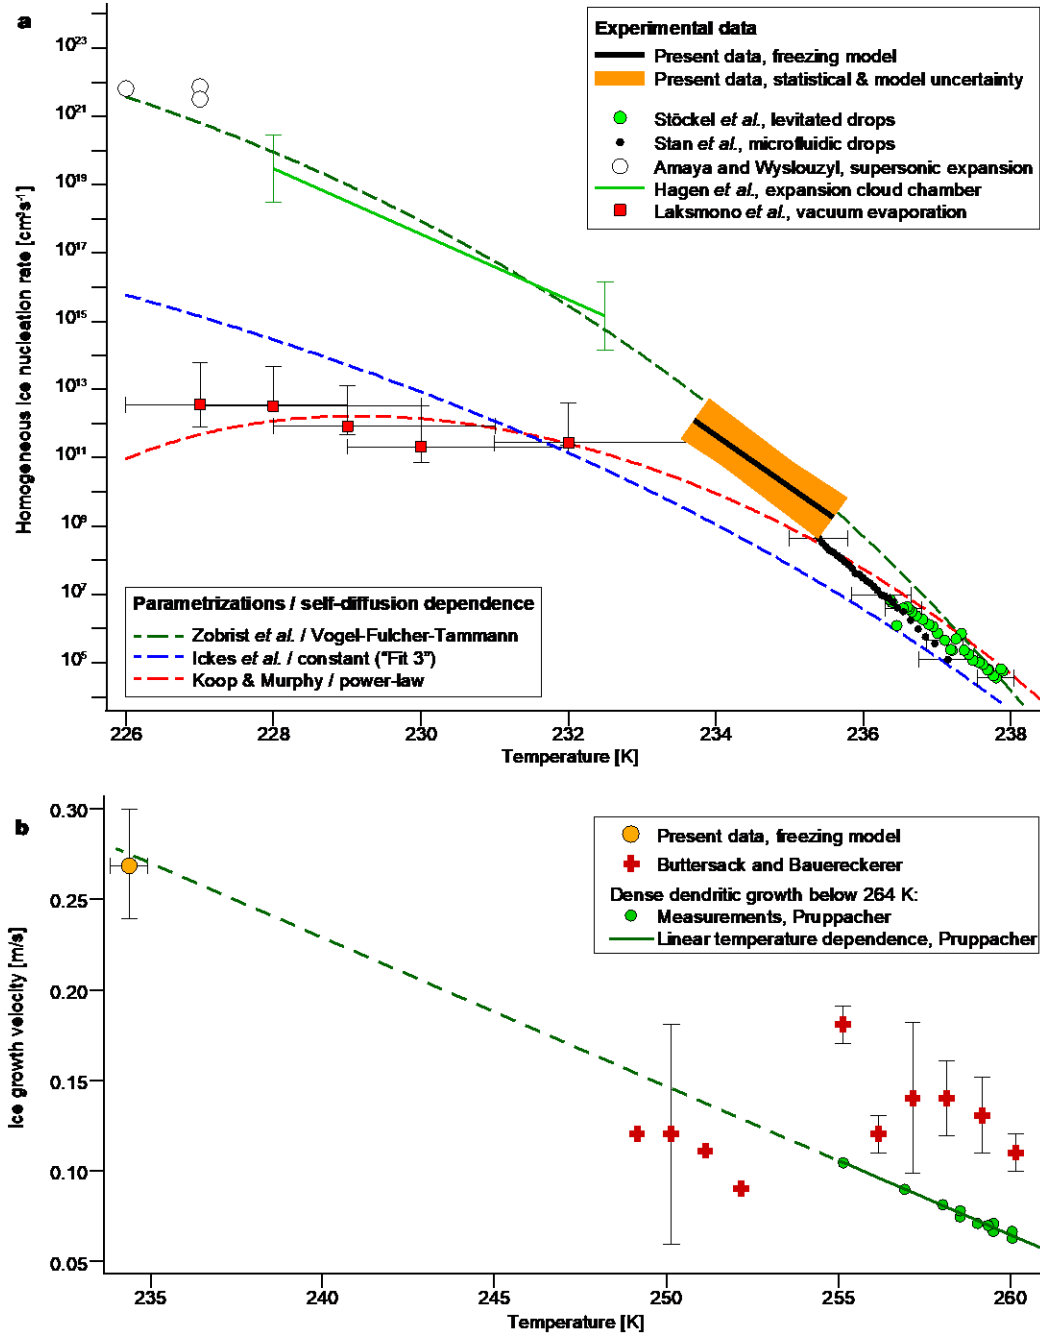 a
Experimental data
Present data, freezing model
Present data, statistical & model uncertainty
Stöckel et al., levitated drops
Stan et al., microfluidic drops
Amaya and Wyslouzyl, supersonic expansion
Hagen et al., expansion cloud chamber
Laksmono et al., vacuum evaporation
Homogeneous Ice nucleation rate [cm³s⁻¹]
10²³
10²¹
10¹⁹
10¹⁷
10¹⁵
10¹³
10¹¹
10⁹
10⁷
10⁵
Parametrizations / self-diffusion dependence
Zobrist et al. / Vogel-Fulcher-Tammann
Ickes et al. / constant ("Fit 3")
Koop & Murphy / power-law
226 228 230 232 234 236 238
Temperature [K]
b
Present data, freezing model
Buttersack and Bauereckerer
Dense dendritic growth below 264 K:
Measurements, Pruppacher
Linear temperature dependence, Pruppacher
Ice growth velocity [m/s]
0.30
0.25
0.20
0.15
0.10
0.05
235 240 245 250 255 260
Temperature [K]